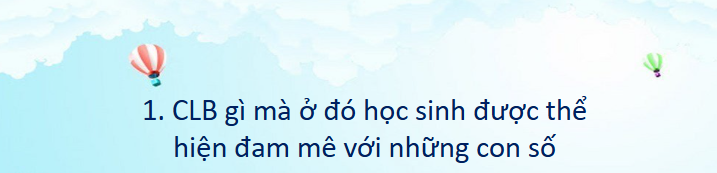 1. CLB gì mà ở đó học sinh được thể
hiện đam mê với những con số